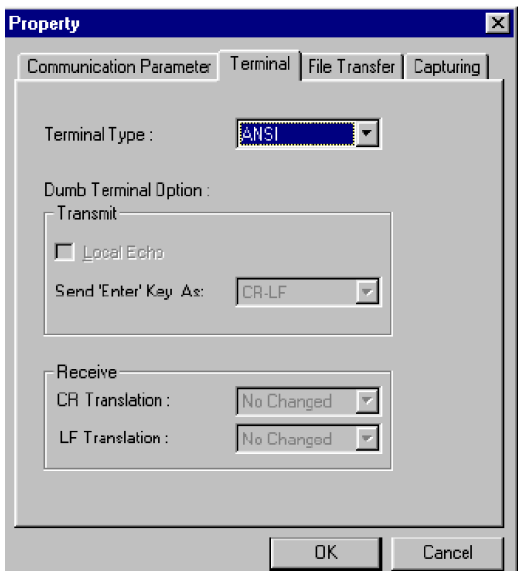 Property
Communication Parameter Terminal File Transfer Capturing
Terminal Type : ANSI
Dumb Terminal Option :
Transmit
Local Echo
Send 'Enter' Key As: CR-LF
Receive
CR Translation : No Changed
LF Translation : No Changed
OK Cancel